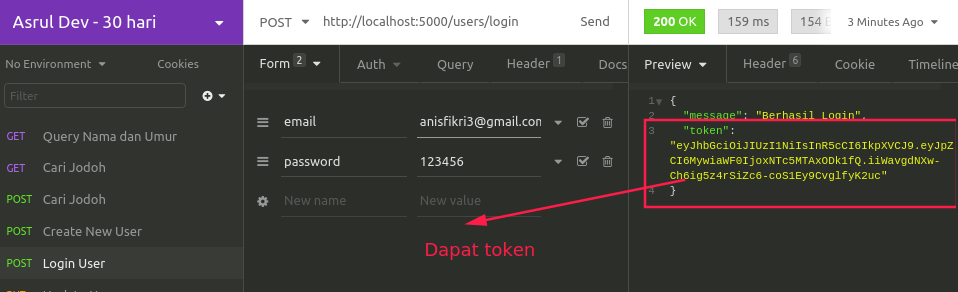 Asrul Dev - 30 hari
POST http://localhost:5000/users/login Send
200 OK 159 ms 154 3 Minutes Ago
No Environment Cookies
Form 2 Auth Query Header 1 Docs
Preview Header 6 Cookie Timeline
Filter
GET Query Nama dan Umur
GET Cari Jodoh
POST Cari Jodoh
POST Create New User
POST Login User
email anisfikri3@gmail.com
password 123456
New name New value
1 {
2 "message": "Berhasil Login",
3 "token":
"eyJhbGciOiJIUzI1NiIsInR5cCI6IkpXVCJ9.eyJpZ
CI6MywiaWF0IjoxNTc5MTAxODk1fQ.iiWavgdNXw-
Ch6ig5z4rSiZc6-coS1Ey9CvglfyK2uc"
4 }
Dapat token